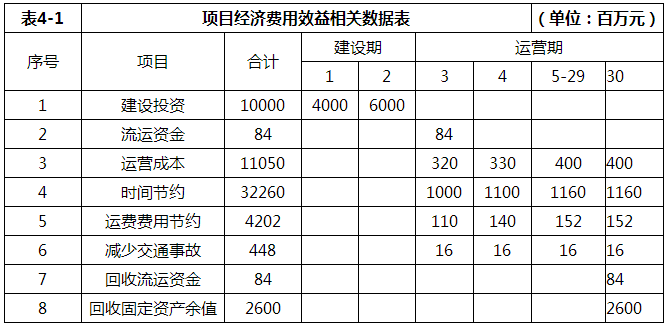 表4-1 项目经济费用效益相关数据表 （单位：百万元）
序号 项目 合计 建设期 运营期
1 2 3 4 5-29 30
1 建设投资 10000 4000 6000
2 流运资金 84 84
3 运营成本 11050 320 330 400 400
4 时间节约 32260 1000 1100 1160 1160
5 运费费用节约 4202 110 140 152 152
6 减少交通事故 448 16 16 16 16
7 回收流运资金 84 84
8 回收固定资产余值 2600 2600